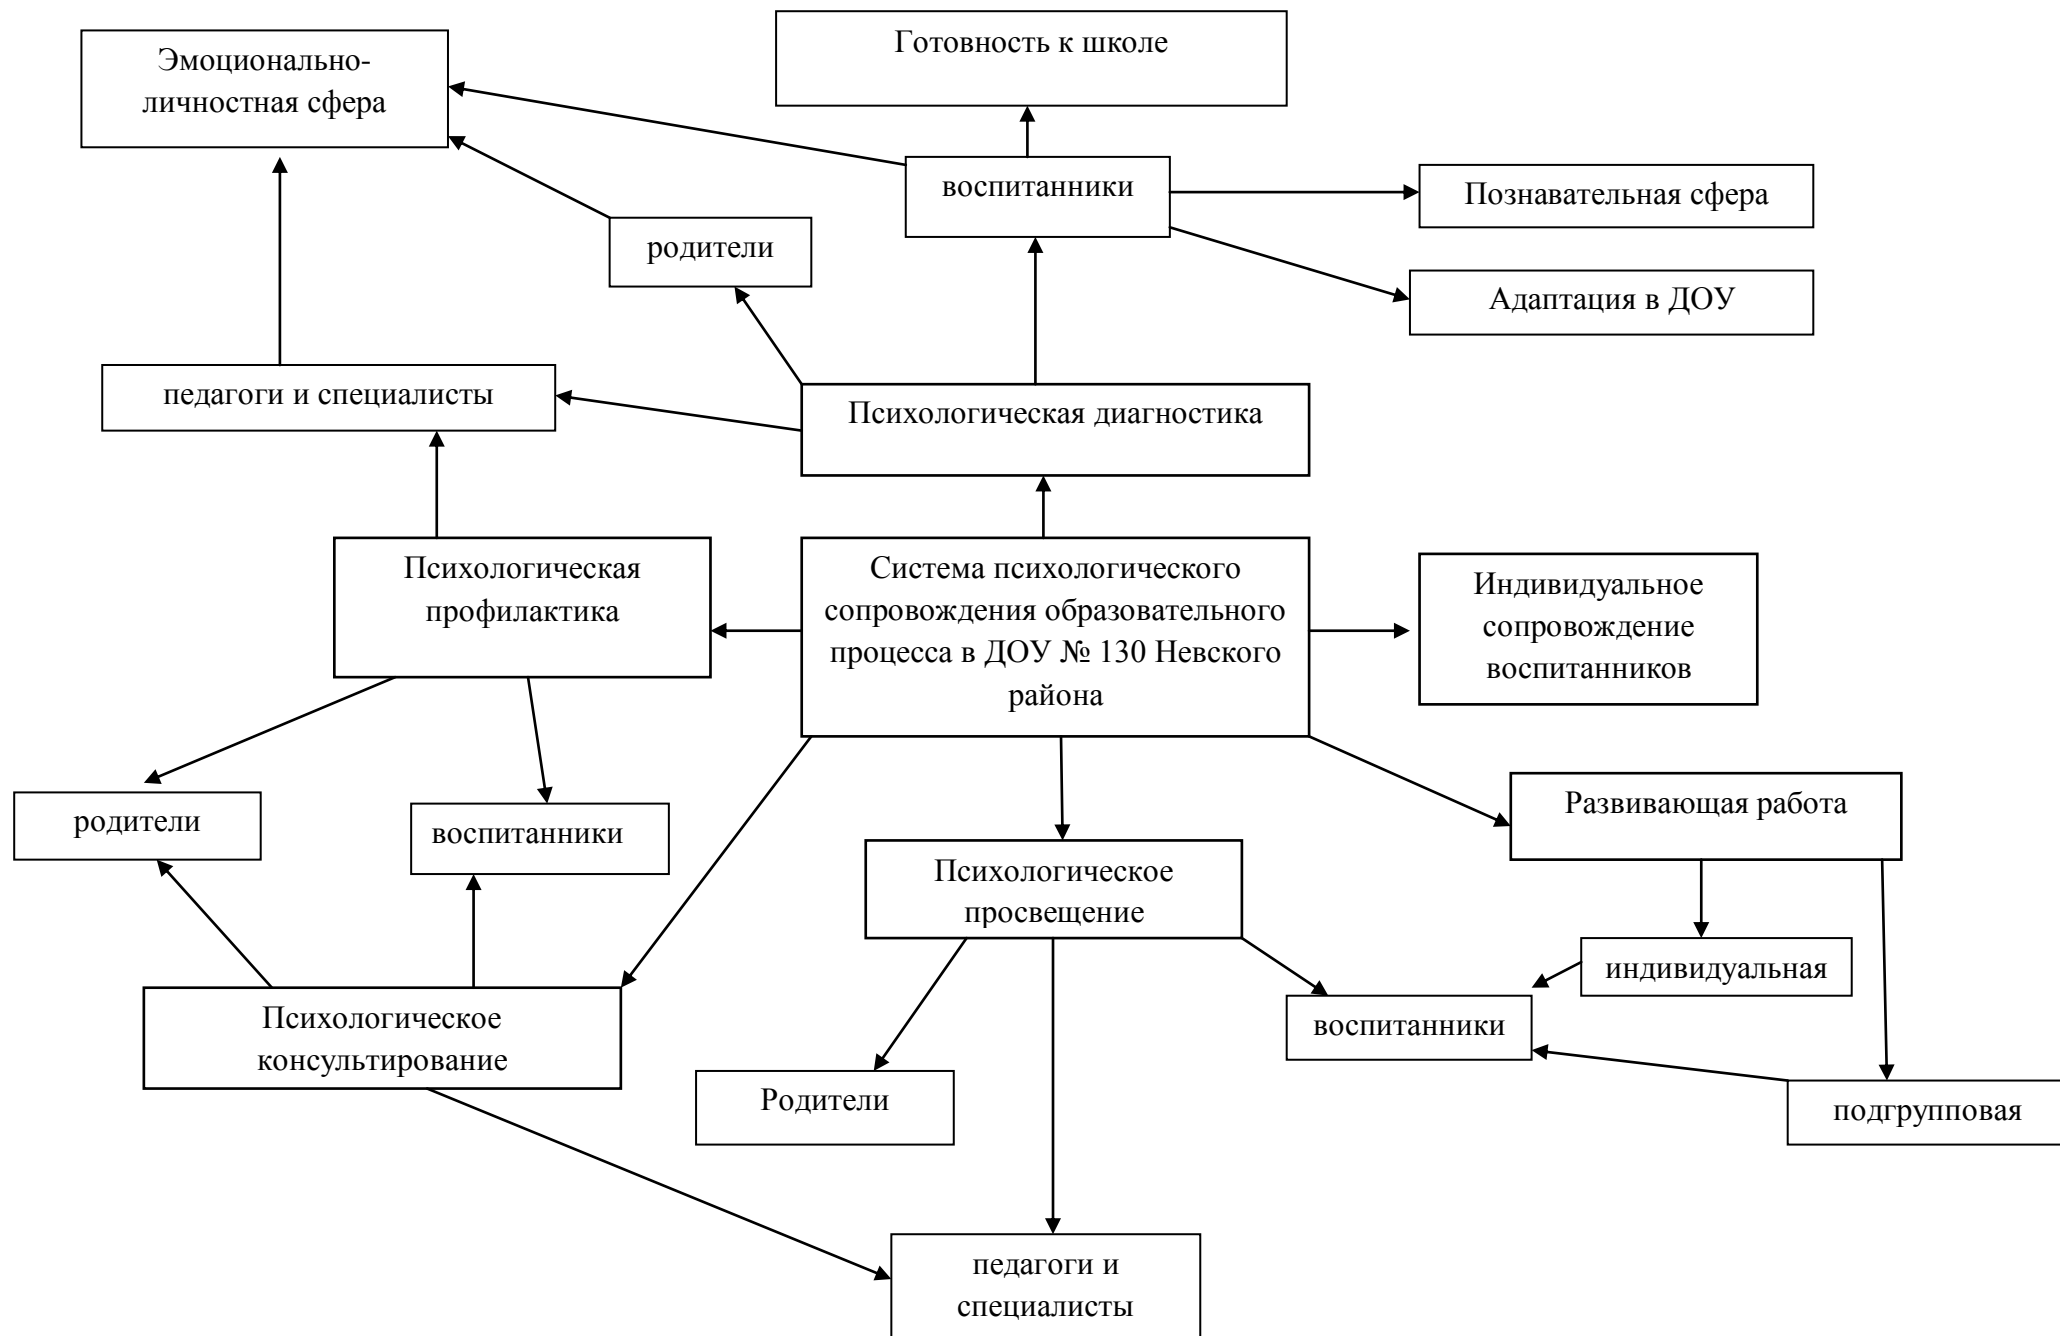 Готовность к школе
Эмоционально-
личностная сфера
воспитанники
Познавательная сфера
родители
Адаптация в ДОУ
педагоги и специалисты
Психологическая диагностика
Психологическая
профилактика
Система психологического
сопровождения образовательного
процесса в ДОУ № 130 Невского
района
Индивидуальное
сопровождение
воспитанников
родители
воспитанники
Развивающая работа
Психологическое
просвещение
индивидуальная
Психологическое
консультирование
воспитанники
Родители
подгрупповая
педагоги и
специалисты